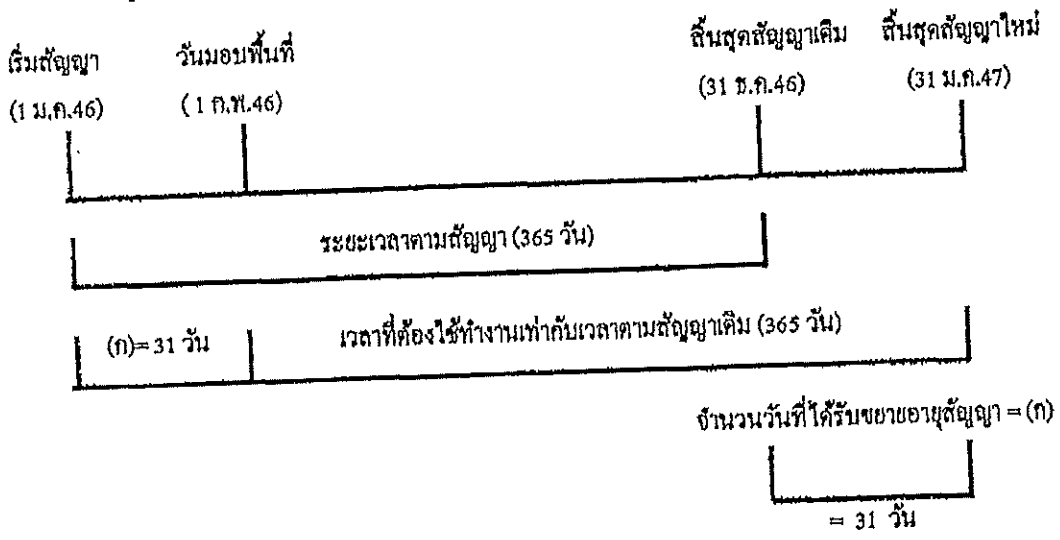 เริ่มสัญญา วันมอบพื้นที่ สิ้นสุดสัญญาเดิม สิ้นสุดสัญญาใหม่
(1 ม.ค.46) (1 ก.พ.46) (31 ธ.ค.46) (31 ม.ค.47)
ระยะเวลาตามสัญญา (365 วัน)
(ก)= 31 วัน เวลาที่ต้องใช้ทำงานเท่ากับเวลาตามสัญญาเดิม (365 วัน)
จำนวนวันที่ได้รับขยายอายุสัญญา = (ก)
= 31 วัน